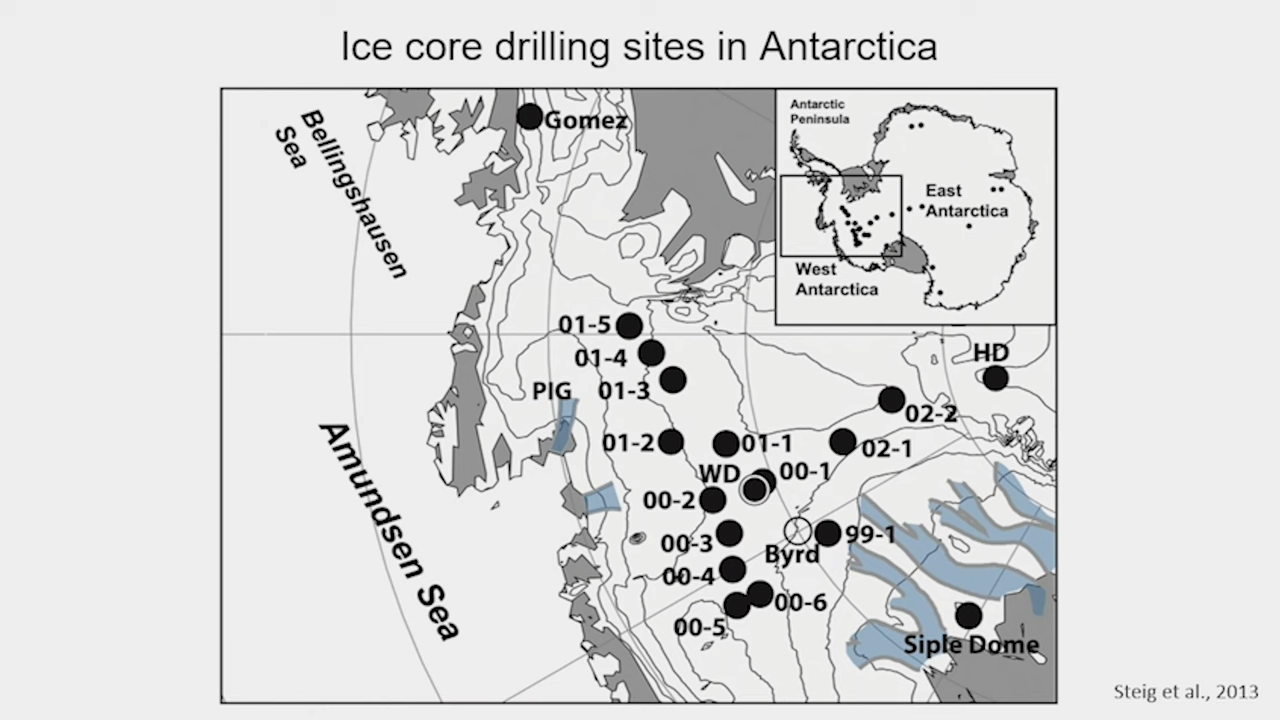 Ice core drilling sites in Antarctica
Bellingshausen
Sea
Gomez
Antarctic
Peninsula
East
Antarctica
West
Antarctica
01-5
01-4
HD
PIG
01-3
02-2
01-2
01-1
02-1
WD
00-1
00-2
00-3
Byrd
99-1
00-4
00-6
00-5
Amundsen Sea
Siple Dome
Steig et al., 2013